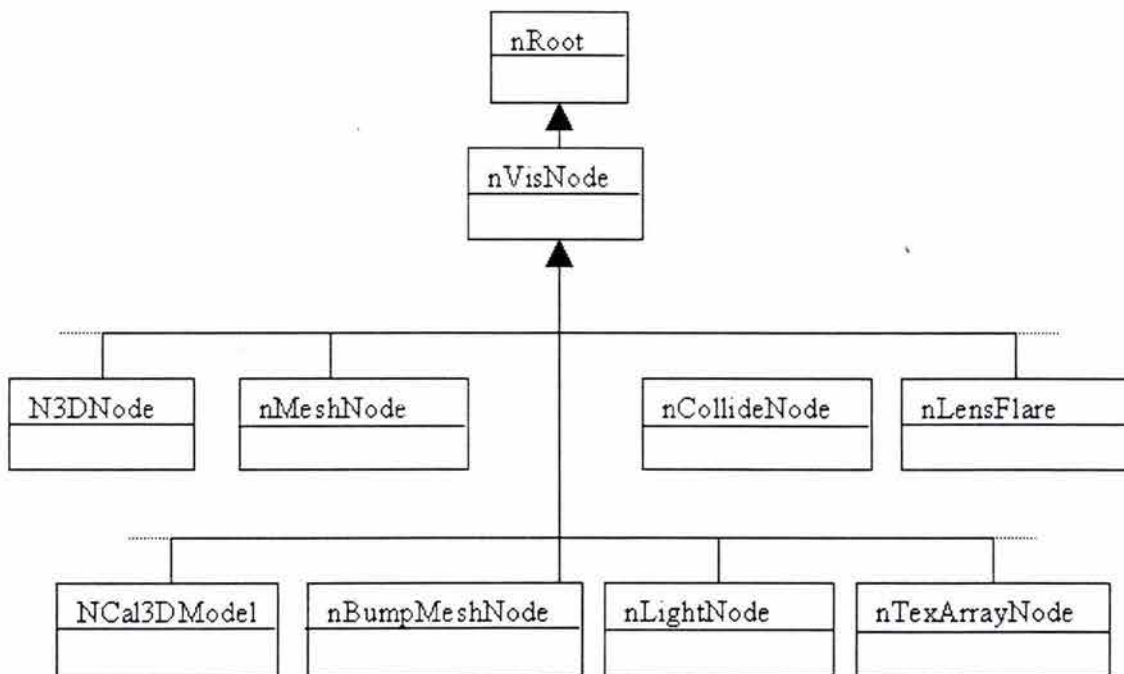 nRoot
nVisNode
N3DNode
nMeshNode
nCollideNode
nLensFlare
NCal3DModel
nBumpMeshNode
nLightNode
nTexArrayNode